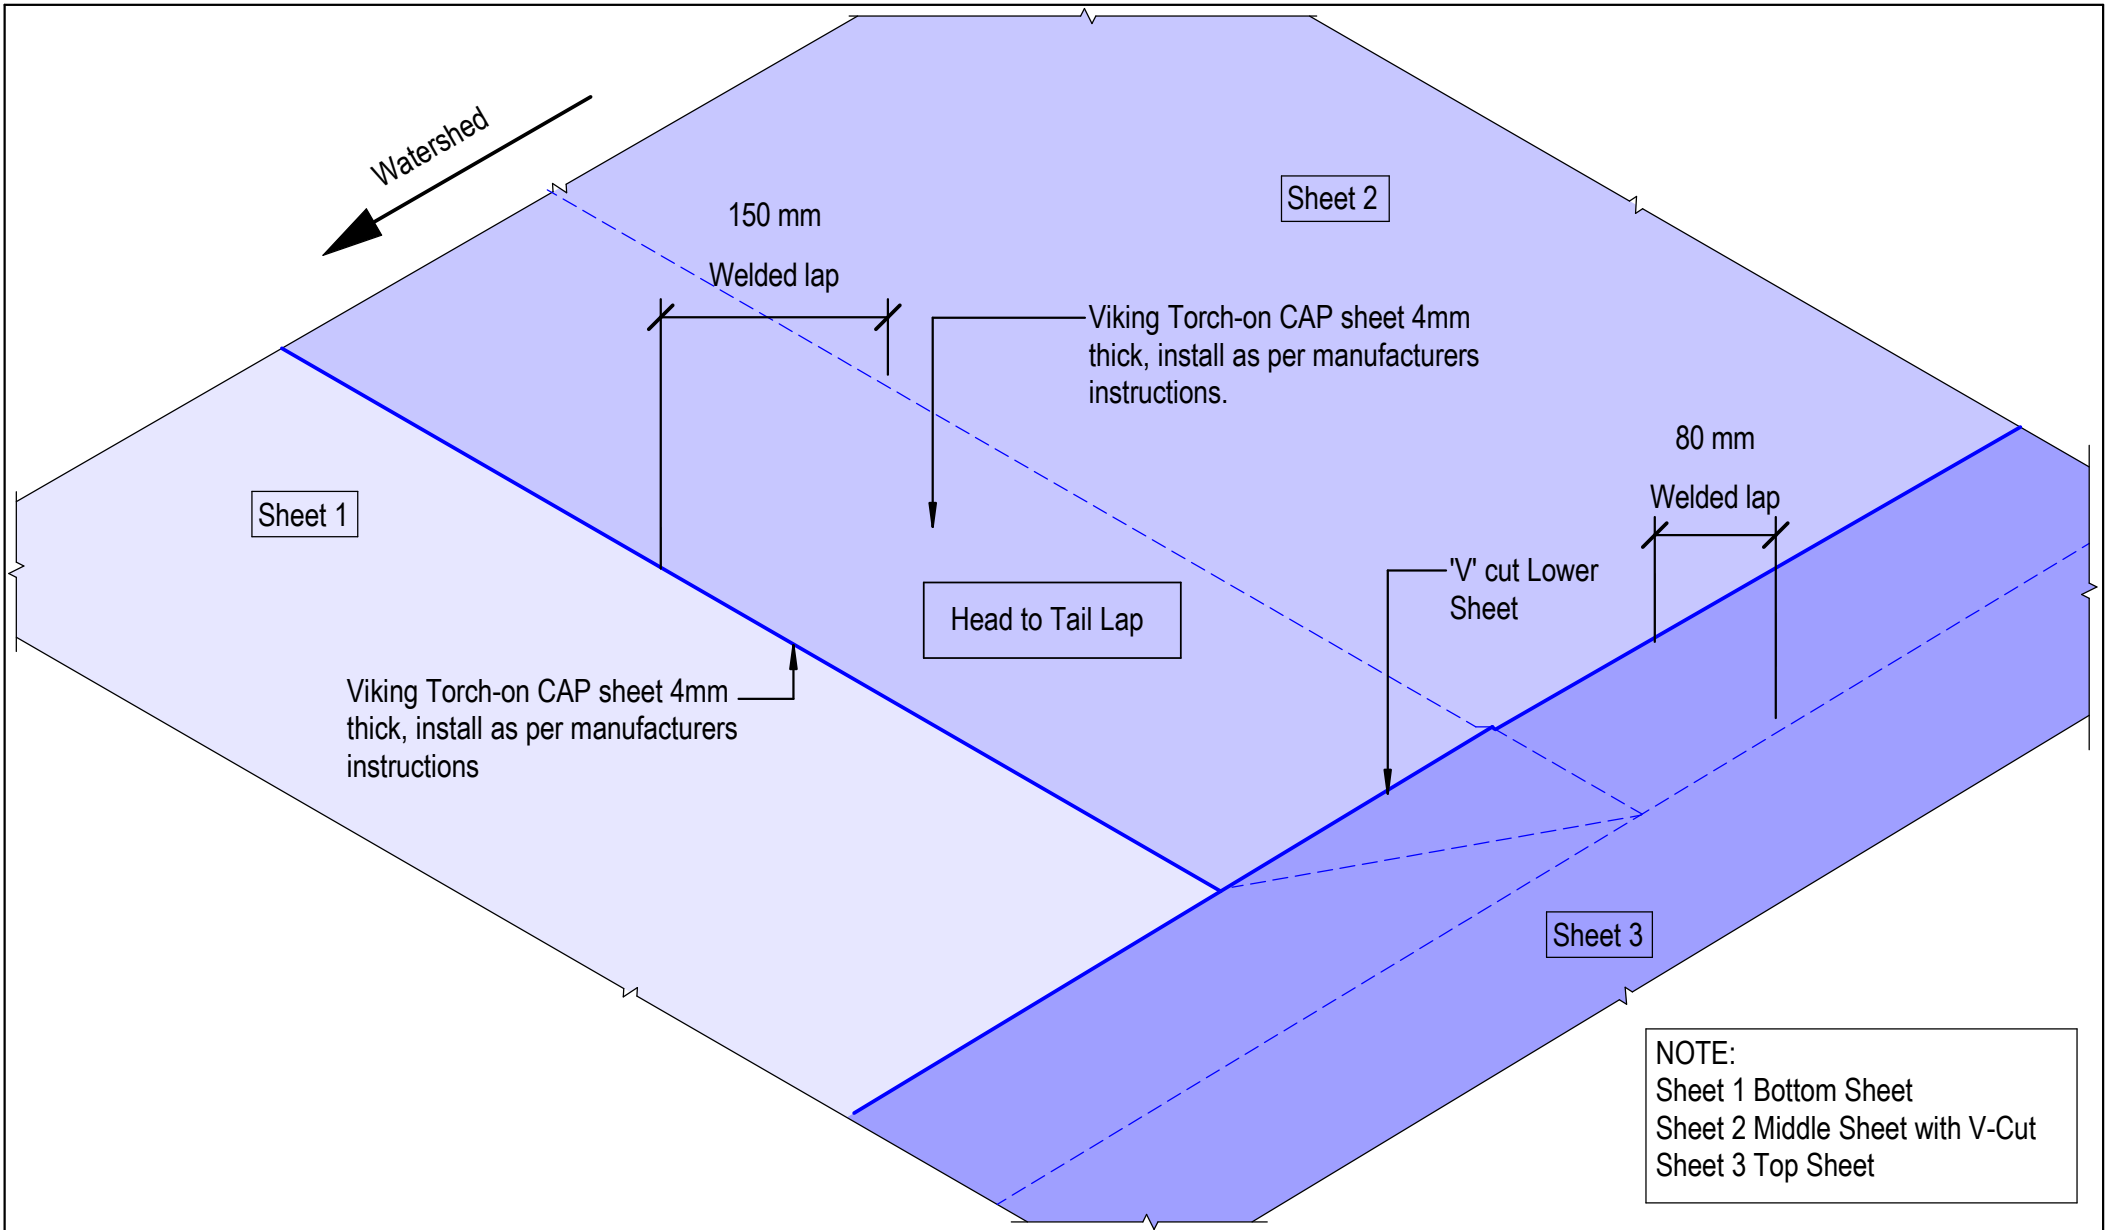 Watershed
150 mm
Welded lap
Sheet 2
Viking Torch-on CAP sheet 4mm
thick, install as per manufacturers
instructions.
80 mm
Welded lap
Sheet 1
'V' cut Lower
Sheet
Head to Tail Lap
Viking Torch-on CAP sheet 4mm
thick, install as per manufacturers
instructions
Sheet 3
NOTE:
Sheet 1 Bottom Sheet
Sheet 2 Middle Sheet with V-Cut
Sheet 3 Top Sheet